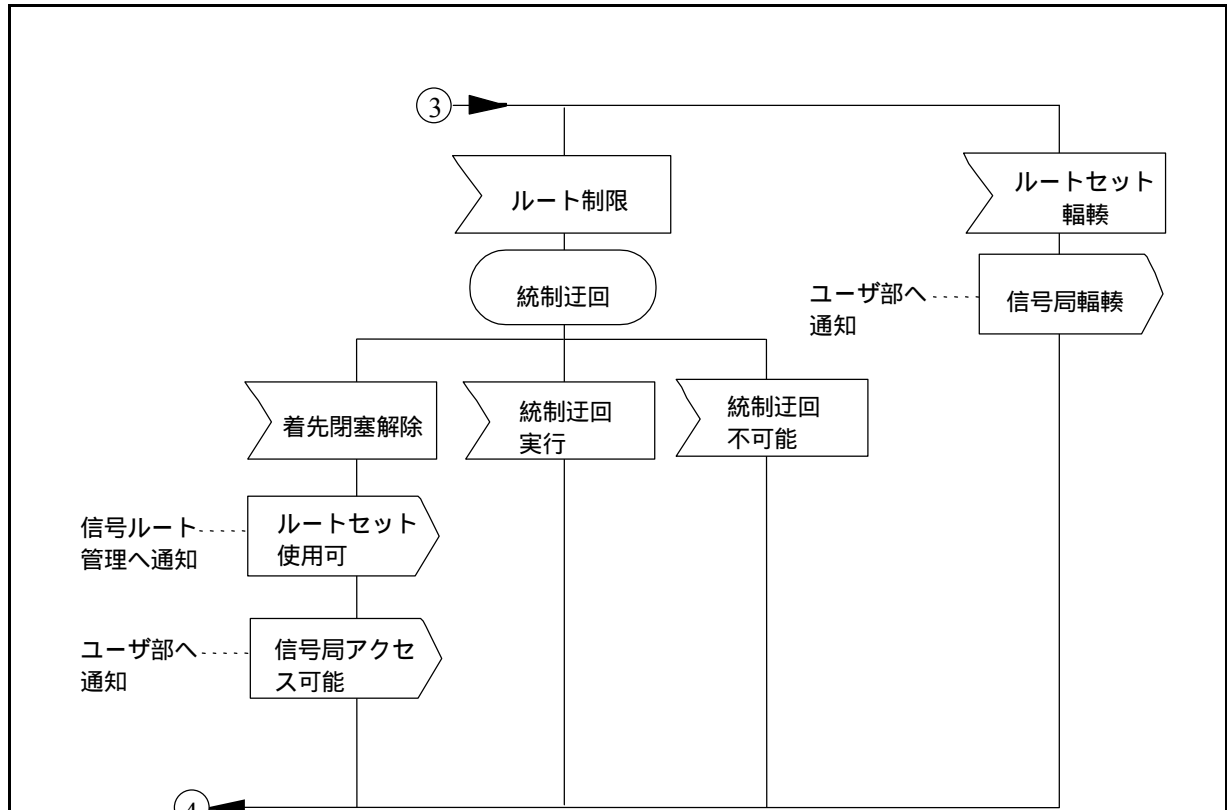 3
ルート制限
ルートセット
輻輳
統制迂回
ユーザ部へ
通知
信号局輻輳
着先閉塞解除
統制迂回
実行
統制迂回
不可能
信号ルート
管理へ通知
ルートセット
使用可
ユーザ部へ
通知
信号局アクセ
ス可能
4